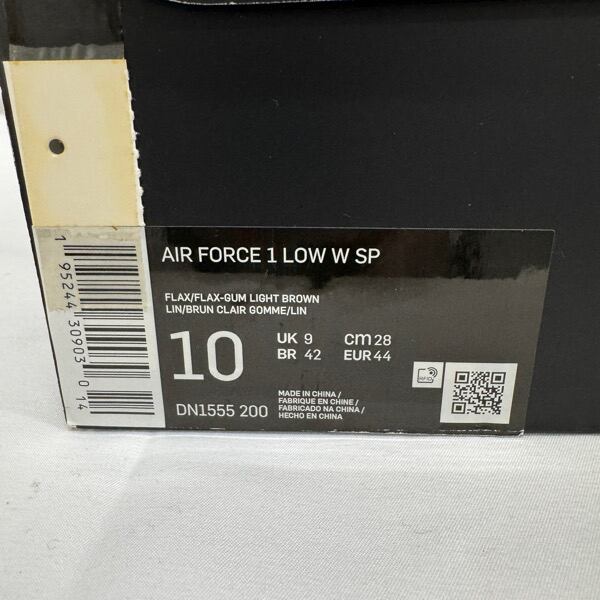 AIR FORCE 1 LOW W SP
FLAX/FLAX-GUM LIGHT BROWN
LIN/BRUN CLAIR GOMME/LIN
10
UK 9 cm 28
BR 42 EUR 44
DN1555 200
MADE IN CHINA /
FABRIQUE EN CHINE /
FABRICADO NA CHINA /
HECHO EN CHINA
RFID
1 95244 30903 0 14